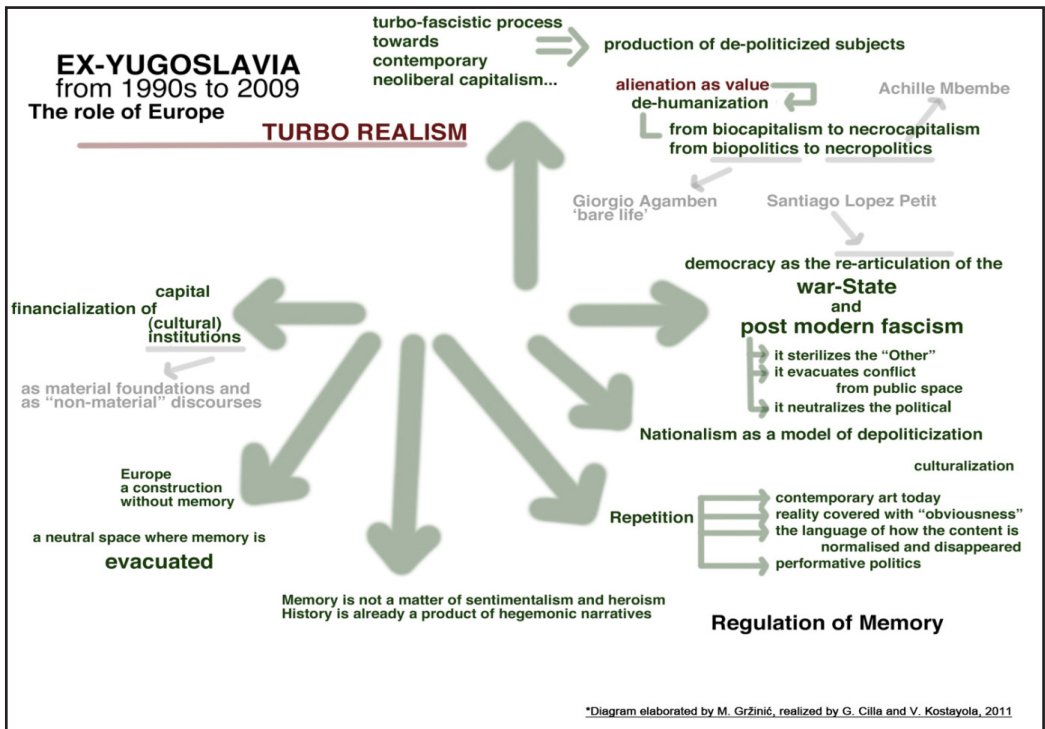 EX-YUGOSLAVIA
from 1990s to 2009
The role of Europe
TURBO REALISM
turbo-fascistic process
towards
contemporary
neoliberal capitalism...
production of de-politicized subjects
alienation as value
de-humanization
Achille Mbembe
from biocapitalism to necrocapitalism
from biopolitics to necropolitics
Giorgio Agamben
'bare life'
Santiago Lopez Petit
democracy as the re-articulation of the
war-State
and
post modern fascism
it sterilizes the “Other”
it evacuates conflict
from public space
it neutralizes the political
Nationalism as a model of depoliticization
culturalization
Repetition
contemporary art today
reality covered with “obviousness”
the language of how the content is
normalised and disappeared
performative politics
Regulation of Memory
capital
financialization of
(cultural)
institutions
as material foundations and
as “non-material” discourses
Europe
a construction
without memory
a neutral space where memory is
evacuated
Memory is not a matter of sentimentalism and heroism
History is already a product of hegemonic narratives
*Diagram elaborated by M. Gržinić, realized by G. Cilla and V. Kostayola, 2011